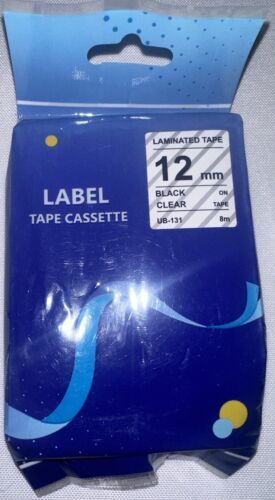 LAMINATED TAPE
12 mm
BLACK ON
CLEAR TAPE
UB-131 8m
LABEL
TAPE CASSETTE